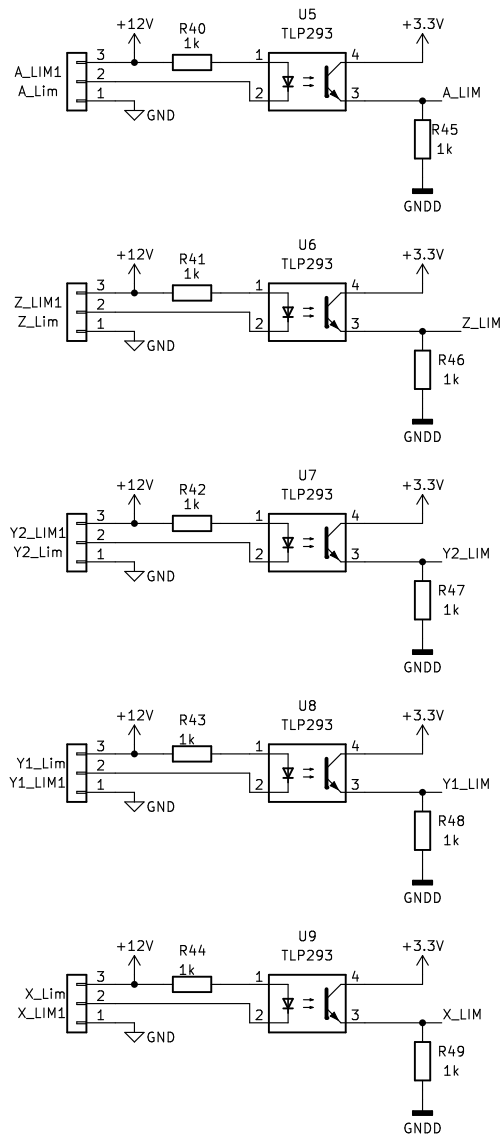 +12V
R40
1k
U5
TLP293
+3.3V
3
1
4
A_LIM1
2
A_Lim
1
GND
2
3
A_LIM
R45
1k
GNDD
+12V
R41
1k
U6
TLP293
+3.3V
3
1
4
Z_LIM1
2
Z_Lim
1
GND
2
3
Z_LIM
R46
1k
GNDD
+12V
R42
1k
U7
TLP293
+3.3V
3
1
4
Y2_LIM1
2
Y2_Lim
1
GND
2
3
Y2_LIM
R47
1k
GNDD
+12V
R43
1k
U8
TLP293
+3.3V
3
1
4
Y1_Lim
2
Y1_LIM1
1
GND
2
3
Y1_LIM
R48
1k
GNDD
+12V
R44
1k
U9
TLP293
+3.3V
3
1
4
X_Lim
2
X_LIM1
1
GND
2
3
X_LIM
R49
1k
GNDD